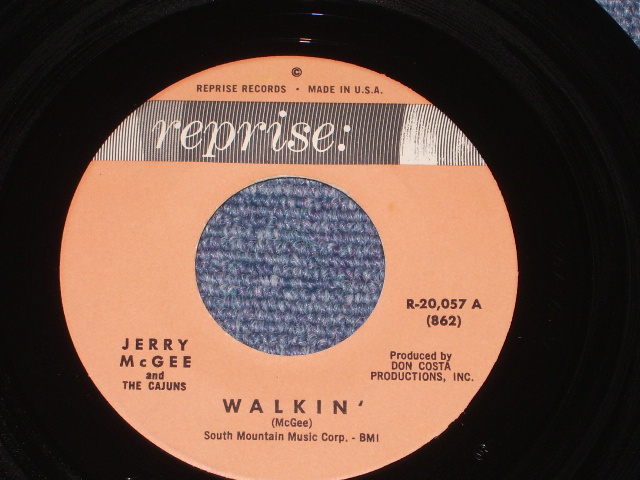 ©
REPRISE RECORDS • MADE IN U.S.A.
reprise:
R-20,057 A
(862)
JERRY
McGEE
and
THE CAJUNS
Produced by
DON COSTA
PRODUCTIONS, INC.
WALKIN'
(McGee)
South Mountain Music Corp. - BMI